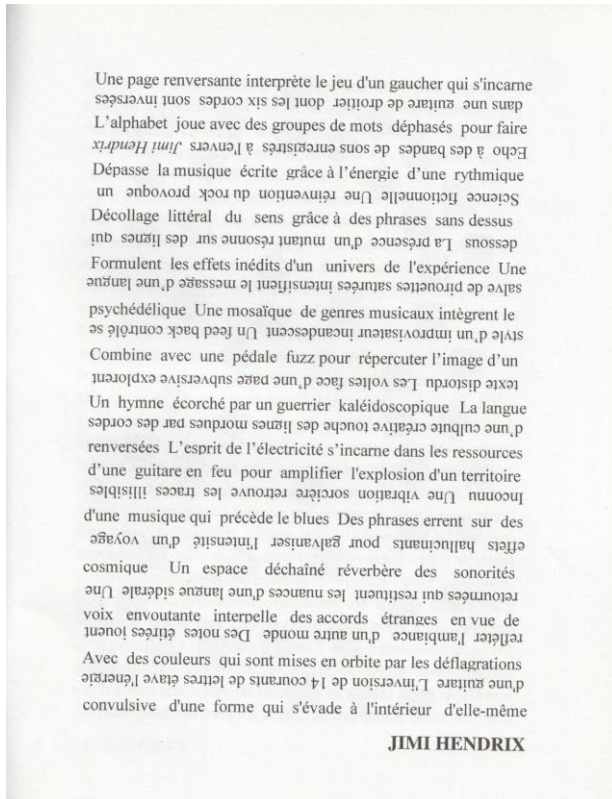 Une page renversante interprète le jeu d'un gaucher qui s'incarne
dans une guitare de droitier dont les six cordes sont inversées
L'alphabet joue avec des groupes de mots déphasés pour faire
Echo à des bandes de sons enregistrés à l'envers Jimi Hendrix
Dépasse la musique écrite grâce à l'énergie d'une rythmique
Science fictionnelle Une réinvention du rock provoque un
Décollage littéral du sens grâce à des phrases sans dessus
dessous La présence d'un mutant résonne sur des lignes qui
Formulent les effets inédits d'un univers de l'expérience Une
salve de pirouettes saturées intensifient le message d'une langue
psychédélique Une mosaïque de genres musicaux intègrent le
style d'un improvisateur incandescent Un feed back contrôlé se
Combine avec une pédale fuzz pour répercuter l'image d'un
texte distordu Les voltes face d'une page subversive explorent
Un hymne écorché par un guerrier kaléidoscopique La langue
d'une culbute créative touche des lignes mordues par des cordes
renversées L'esprit de l'électricité s'incarne dans les ressources
d'une guitare en feu pour amplifier l'explosion d'un territoire
Inconnu Une vibration sorcière retrouve les traces illisibles
d'une musique qui précède le blues Des phrases errent sur des
effets hallucinants pour galvaniser l'intensité d'un voyage
cosmique Un espace déchaîné réverbère des sonorités
retournées qui restituent les nuances d'une langue sidérale Une
voix envoutante interpelle des accords étranges en vue de
refléter l'ambiance d'un autre monde Des notes étirées jouent
Avec des couleurs qui sont mises en orbite par les déflagrations
d'une guitare L'inversion de 14 courants de lettres étave l'énergie
convulsive d'une forme qui s'évade à l'intérieur d'elle-même
JIMI HENDRIX